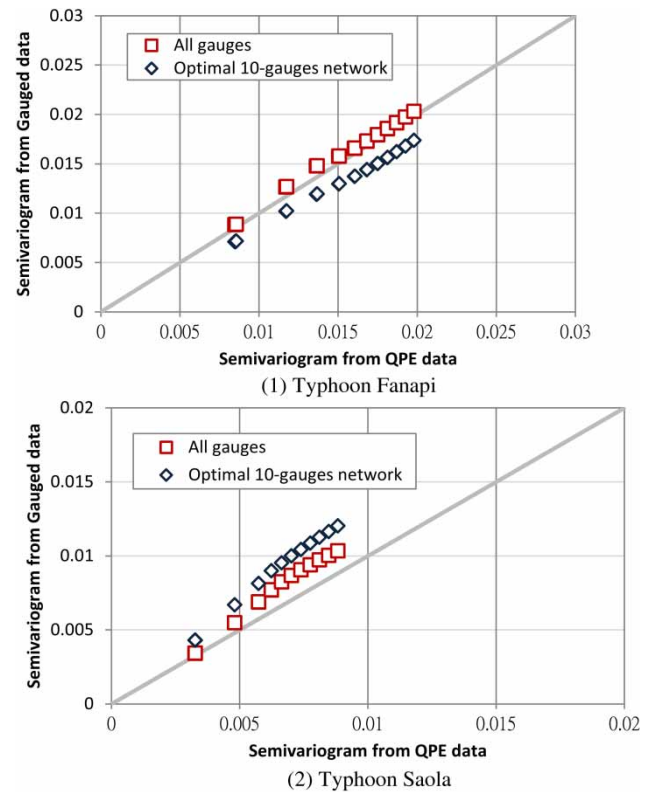 0.03
0.025
0.02
0.015
0.01
0.005
0
Semivariogram from Gauged data
All gauges
Optimal 10-gauges network
0 0.005 0.01 0.015 0.02 0.025 0.03
Semivariogram from QPE data
(1) Typhoon Fanapi
0.02
0.015
0.01
0.005
0
Semivariogram from Gauged data
All gauges
Optimal 10-gauges network
0 0.005 0.01 0.015 0.02
Semivariogram from QPE data
(2) Typhoon Saola